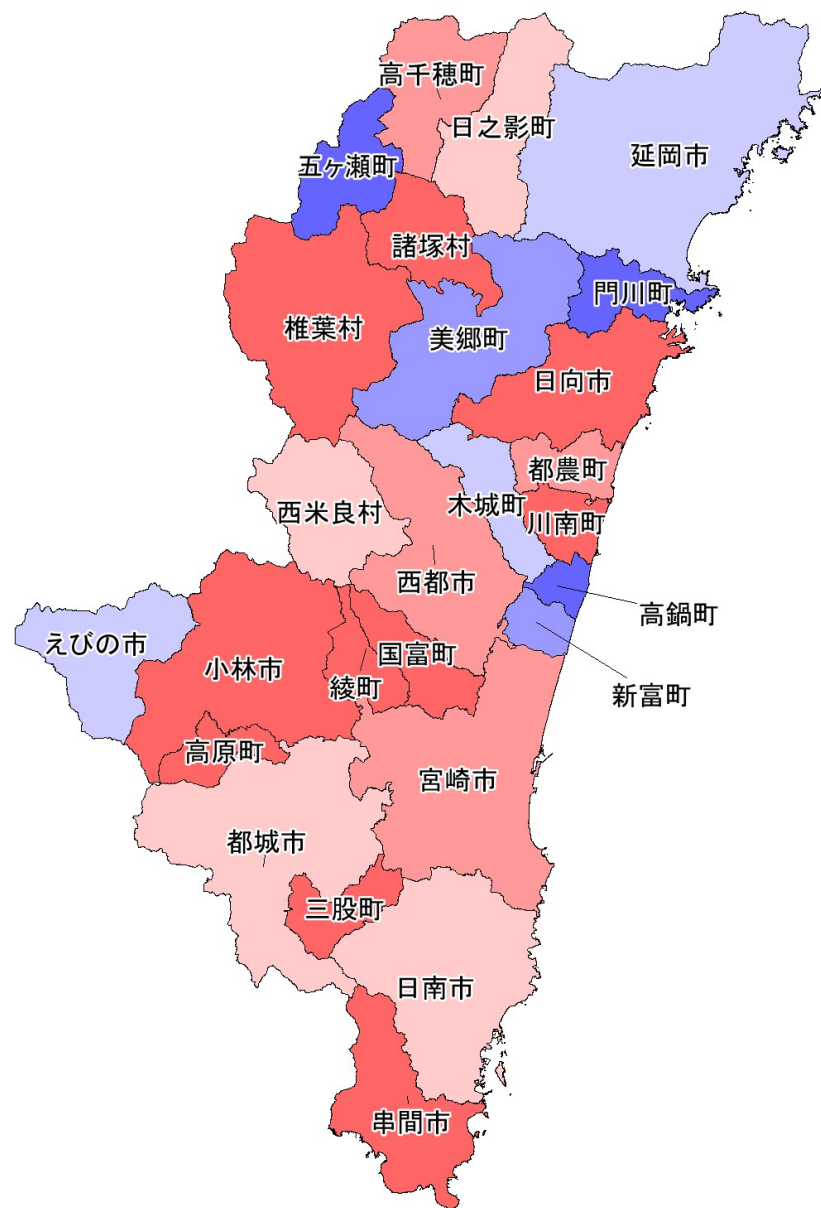 高千穂町
日之影町
延岡市
五ヶ瀬町
諸塚村
門川町
椎葉村
美郷町
日向市
都農町
木城町
西米良村
川南町
西都市
高鍋町
えびの市
国富町
小林市
綾町
新富町
高原町
宮崎市
都城市
三股町
日南市
串間市